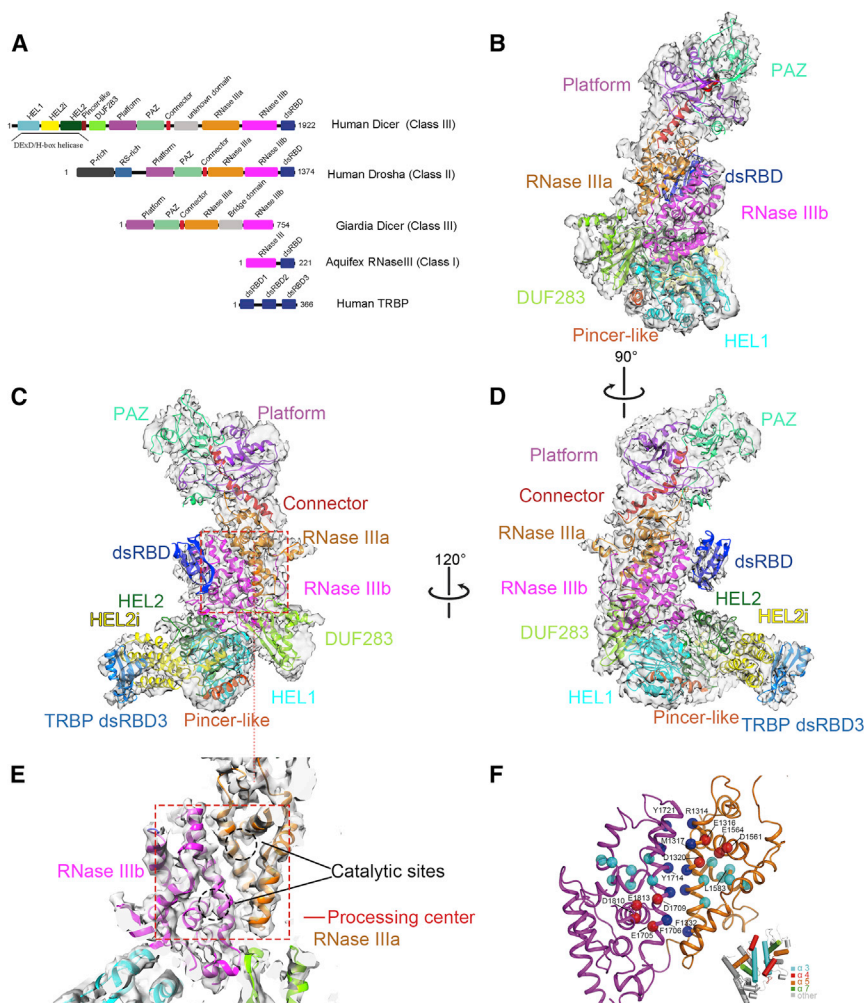 A
HEL1
HEL2i
HEL2
Pincer-like
DUF283
Platform
PAZ
Connector
unknown domain
RNase IIIa
RNase IIIb
dsRBD
1
1922
Human Dicer (Class III)
DExD/H-box helicase
P-rich
RS-rich
Platform
PAZ
Connector
RNase IIIa
RNase IIIb
dsRBD
1
1374
Human Drosha (Class II)
Platform
PAZ
Connector
RNase IIIa
Bridge domain
RNase IIIb
1
754
Giardia Dicer (Class III)
RNase III
dsRBD
1
221
Aquifex RNaseIII (Class I)
dsRBD1
dsRBD2
dsRBD3
1
366
Human TRBP
B
PAZ
Platform
RNase IIIa
dsRBD
RNase IIIb
DUF283
Pincer-like
HEL1
90°
C
PAZ
Platform
Connector
RNase IIIa
dsRBD
RNase IIIb
HEL2
HEL2i
DUF283
HEL1
TRBP dsRBD3
Pincer-like
120°
D
PAZ
Platform
Connector
RNase IIIa
dsRBD
RNase IIIb
HEL2
DUF283
HEL2i
HEL1
Pincer-like
TRBP dsRBD3
E
RNase IIIb
Catalytic sites
Processing center
RNase IIIa
F
Y1721
R1314
E1316
E1564
D1561
M1317
D1320
Y1714
L1583
D1810
E1813
D1709
E1705
F1706
F1332
α 3
α 4
α 5
α 7
other